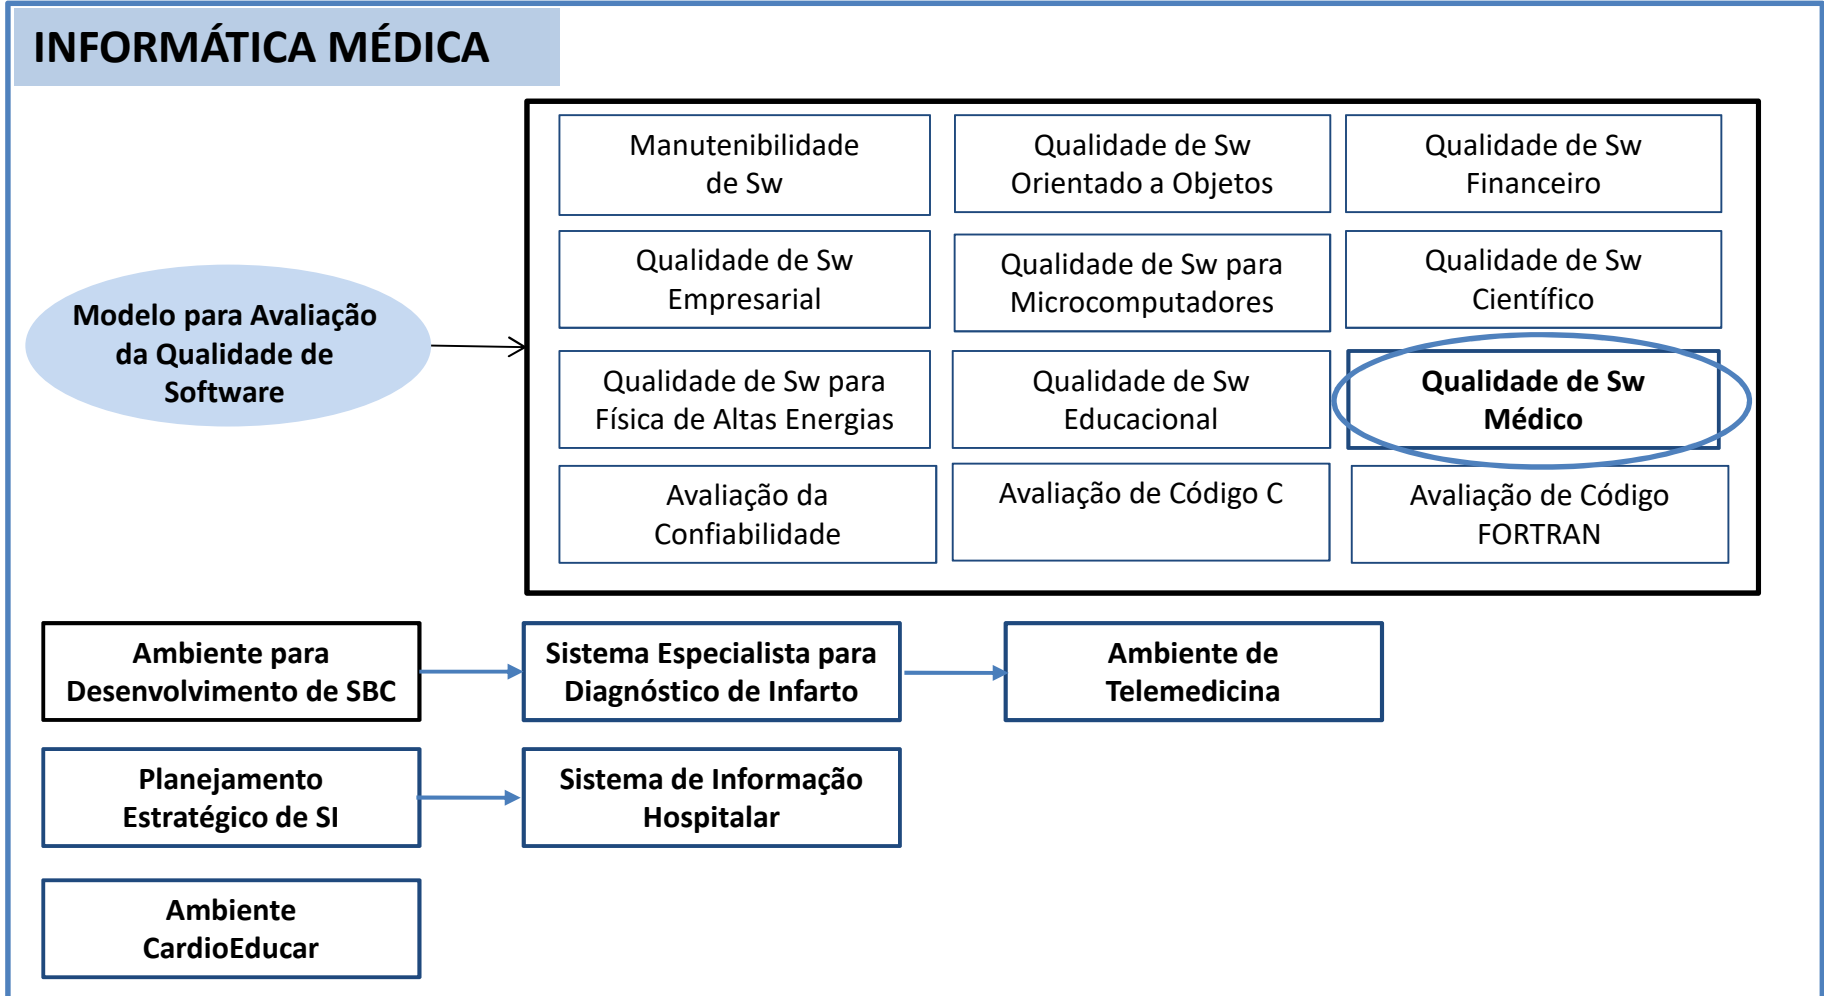 INFORMÁTICA MÉDICA
Manutenibilidade
de Sw
Qualidade de Sw
Orientado a Objetos
Qualidade de Sw
Financeiro
Qualidade de Sw
Empresarial
Qualidade de Sw para
Microcomputadores
Qualidade de Sw
Científico
Modelo para Avaliação
da Qualidade de
Software
Qualidade de Sw para
Física de Altas Energias
Qualidade de Sw
Educacional
Qualidade de Sw
Médico
Avaliação da
Confiabilidade
Avaliação de Código C
Avaliação de Código
FORTRAN
Ambiente para
Desenvolvimento de SBC
Sistema Especialista para
Diagnóstico de Infarto
Ambiente de
Telemedicina
Planejamento
Estratégico de SI
Sistema de Informação
Hospitalar
Ambiente
CardioEducar